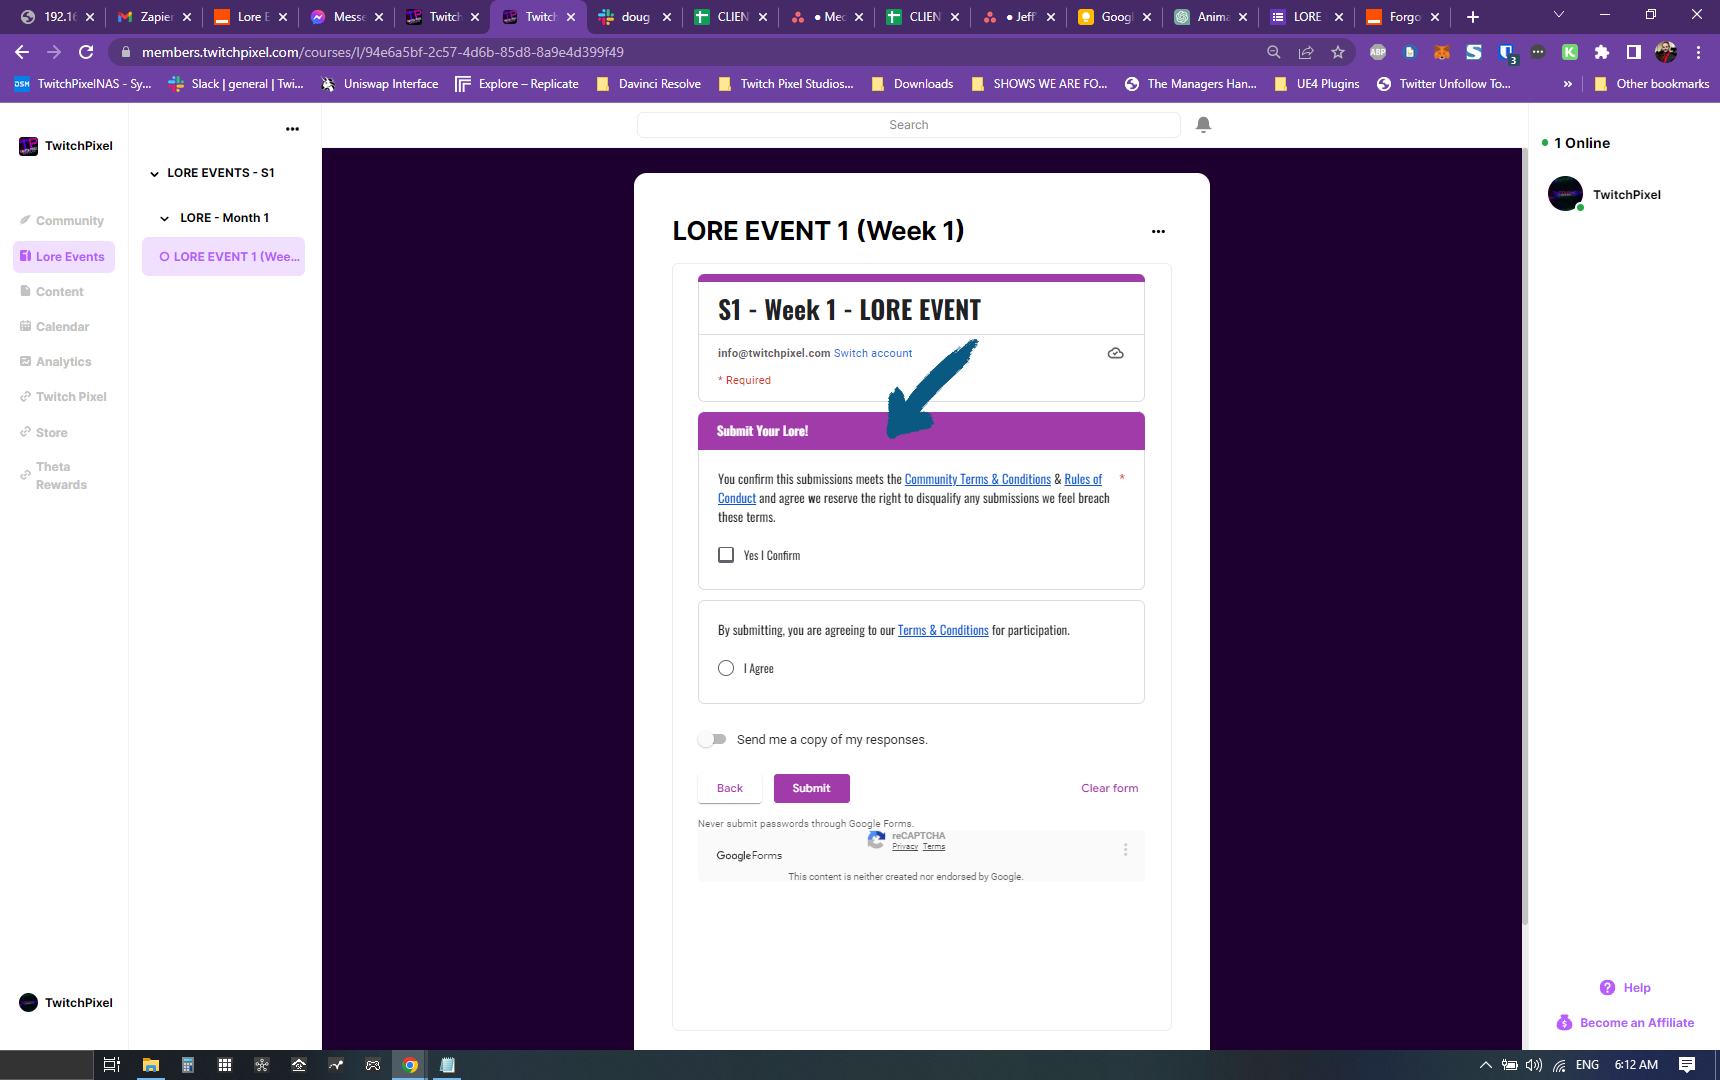 192.16
Zapier
Lore E
Messe
Twitch
Twitch
doug
CLIEN
Mec
CLIEN
Jeff
Googl
Anima
LORE
Forgo
members.twitchpixel.com/courses/l/94e6a5bf-2c57-4d6b-85d8-8a9e4d399f49
ABP
3
DSM
TwitchPixelNAS - Sy...
Slack | general | Twi...
Uniswap Interface
Explore – Replicate
Davinci Resolve
Twitch Pixel Studios...
Downloads
SHOWS WE ARE FO...
The Managers Han...
UE4 Plugins
Twitter Unfollow To...
»
Other bookmarks
TwitchPixel
Community
Lore Events
Content
Calendar
Analytics
Twitch Pixel
Store
Theta
Rewards
TwitchPixel
LORE EVENTS - S1
LORE - Month 1
LORE EVENT 1 (Wee...
Search
LORE EVENT 1 (Week 1)
S1 - Week 1 - LORE EVENT
info@twitchpixel.com Switch account
* Required
Submit Your Lore!
You confirm this submissions meets the Community Terms & Conditions & Rules of *
Conduct and agree we reserve the right to disqualify any submissions we feel breach
these terms.
Yes I Confirm
By submitting, you are agreeing to our Terms & Conditions for participation.
I Agree
Send me a copy of my responses.
Back
Submit
Clear form
Never submit passwords through Google Forms.
reCAPTCHA
Privacy Terms
Google Forms
This content is neither created nor endorsed by Google.
1 Online
TwitchPixel
Help
Become an Affiliate
ENG
6:12 AM